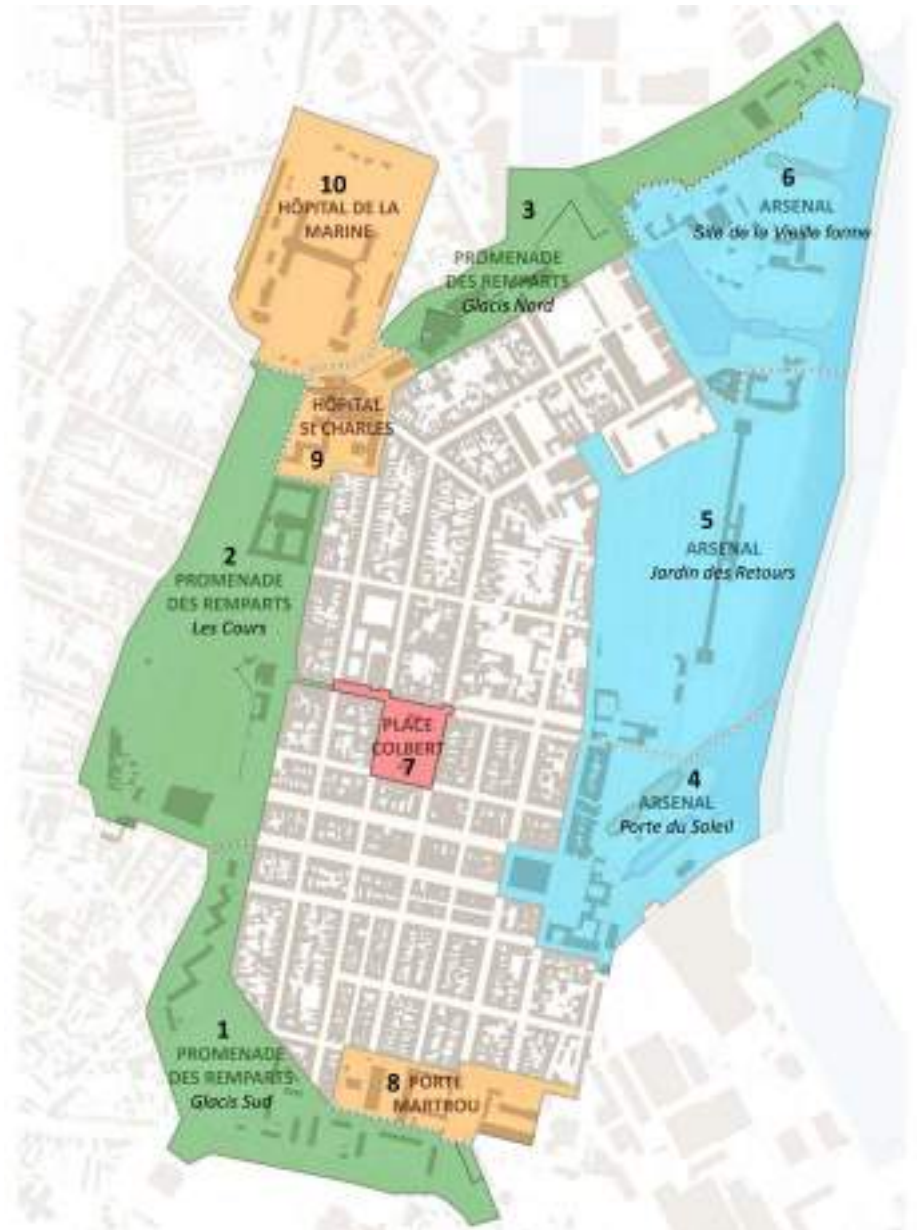 10
HÔPITAL DE LA
MARINE
6
ARSENAL
Site de la Vieille forme
3
PROMENADE
DES REMPARTS
Glacis Nord
HÔPITAL
St CHARLES
9
5
ARSENAL
Jardin des Retours
2
PROMENADE
DES REMPARTS
Les Cours
PLACE
COLBERT
7
4
ARSENAL
Porte du Soleil
1
PROMENADE
DES REMPARTS
Glacis Sud
8 PORTE
MARTROU